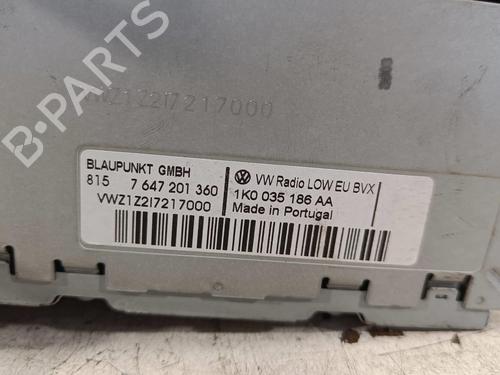 VWZ1Z2I7217000
BLAUPUNKT GMBH
815 7 647 201 360
VWZ1Z2I7217000
VW Radio LOW EU BVX
1K0 035 186 AA
Made in Portugal
B-PARTS